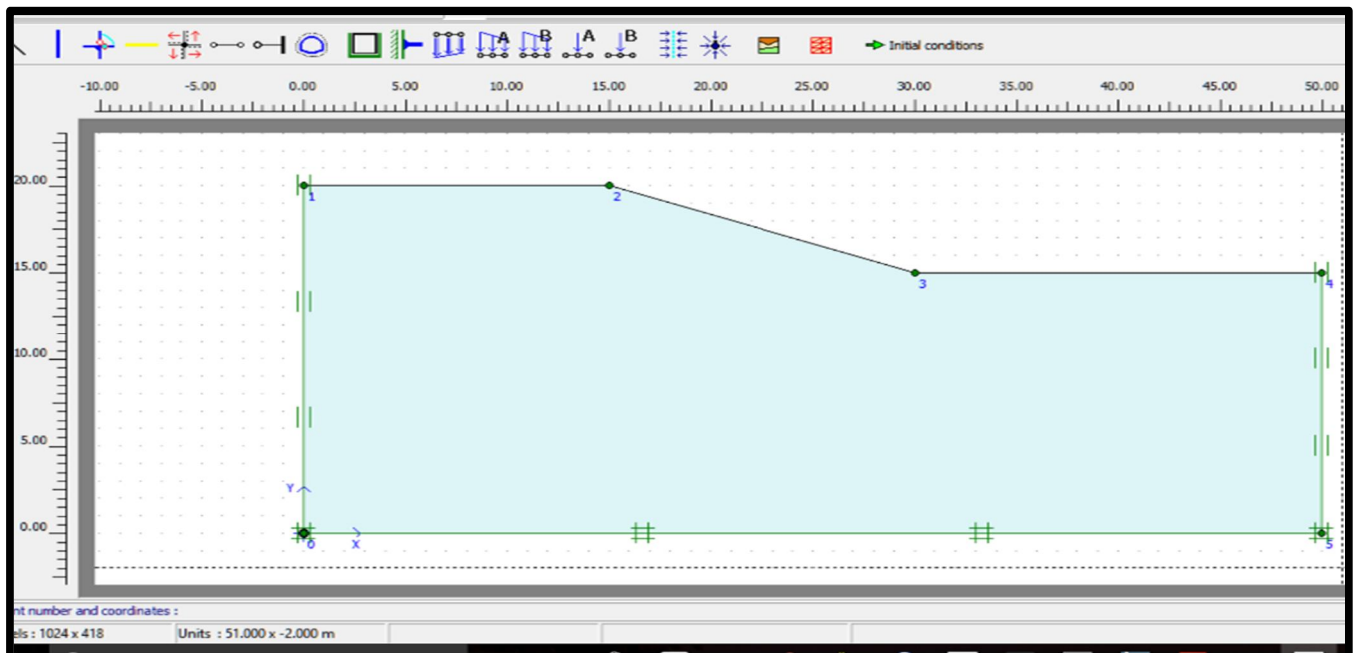 A B A B Initial conditions
-10.00 -5.00 0.00 5.00 10.00 15.00 20.00 25.00 30.00 35.00 40.00 45.00 50.00
20.00
1 2
15.00
3 4
10.00
5.00
Y
0.00
0 X 5
nt number and coordinates :
els : 1024 x 418 Units : 51.000 x -2.000 m